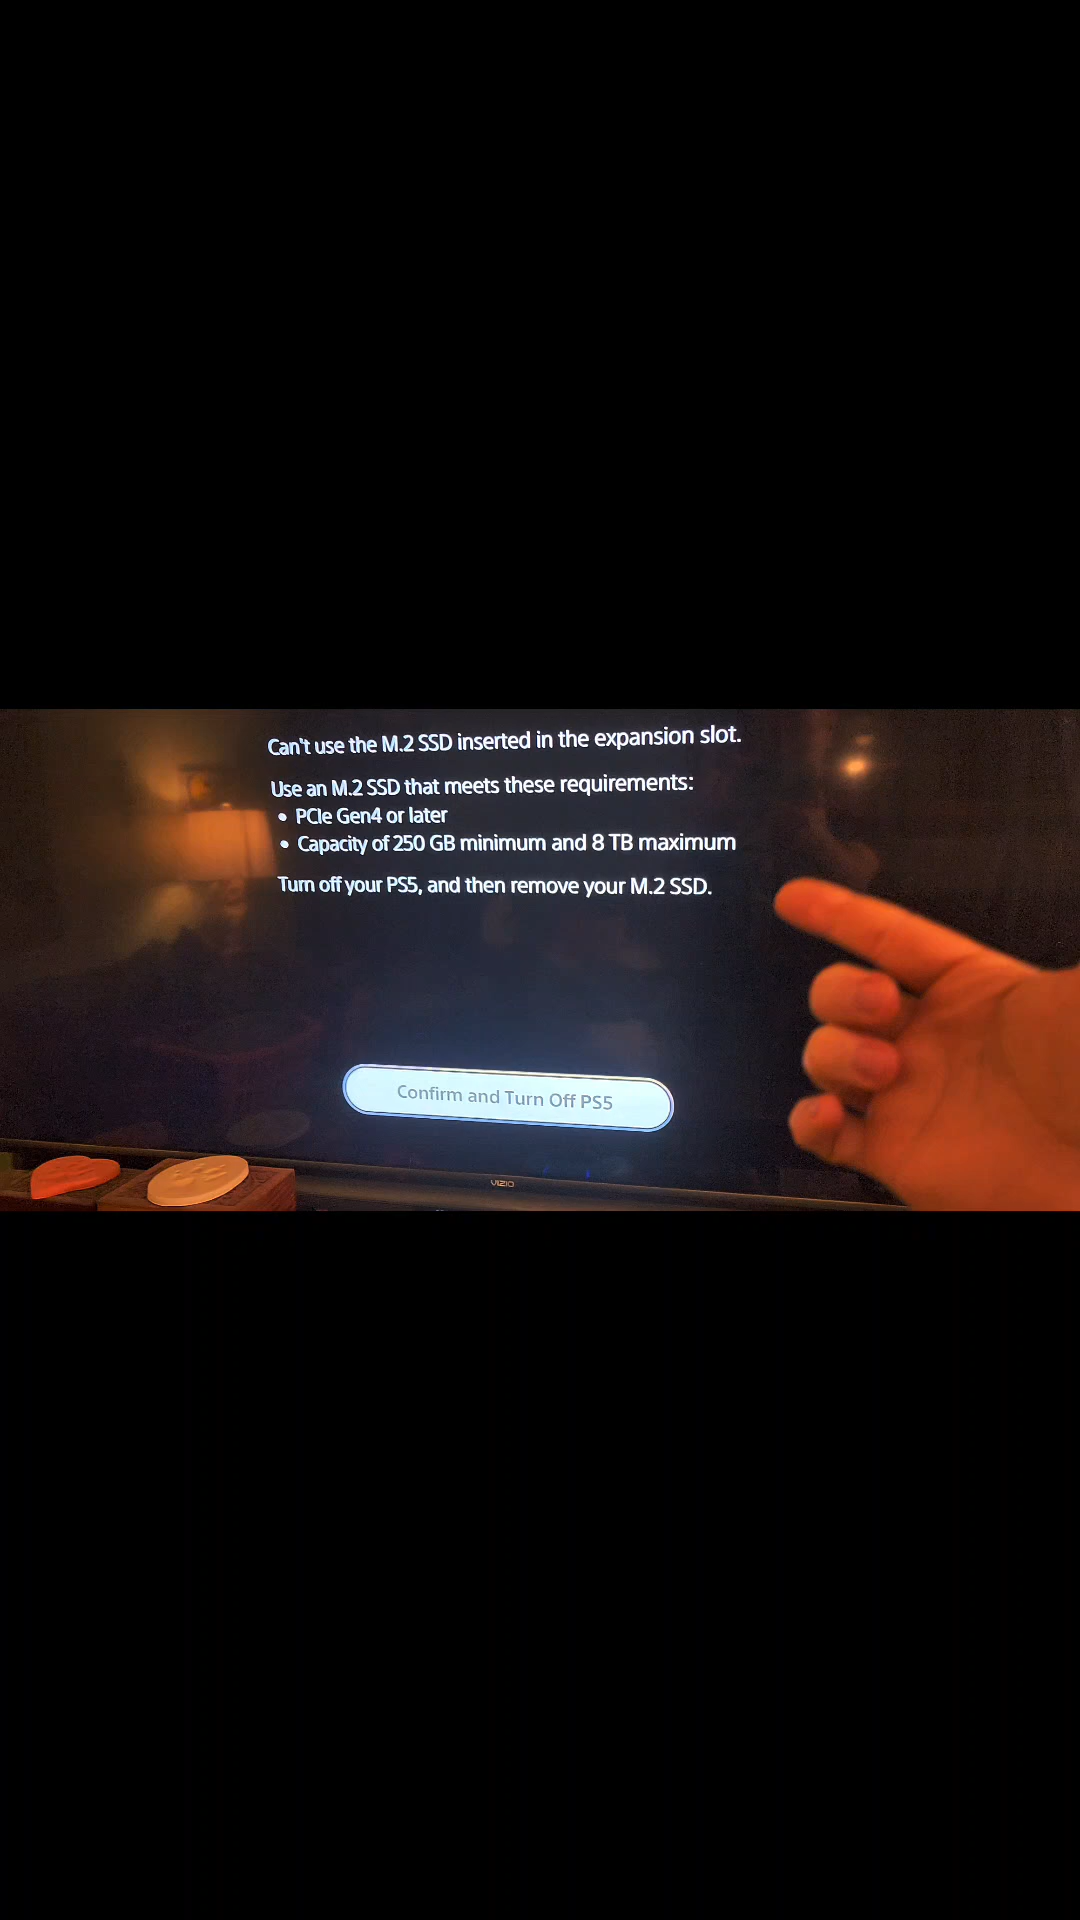 Can't use the M.2 SSD inserted in the expansion slot.
Use an M.2 SSD that meets these requirements:
• PCIe Gen4 or later
• Capacity of 250 GB minimum and 8 TB maximum
Turn off your PS5, and then remove your M.2 SSD.
Confirm and Turn Off PS5
VIZIO